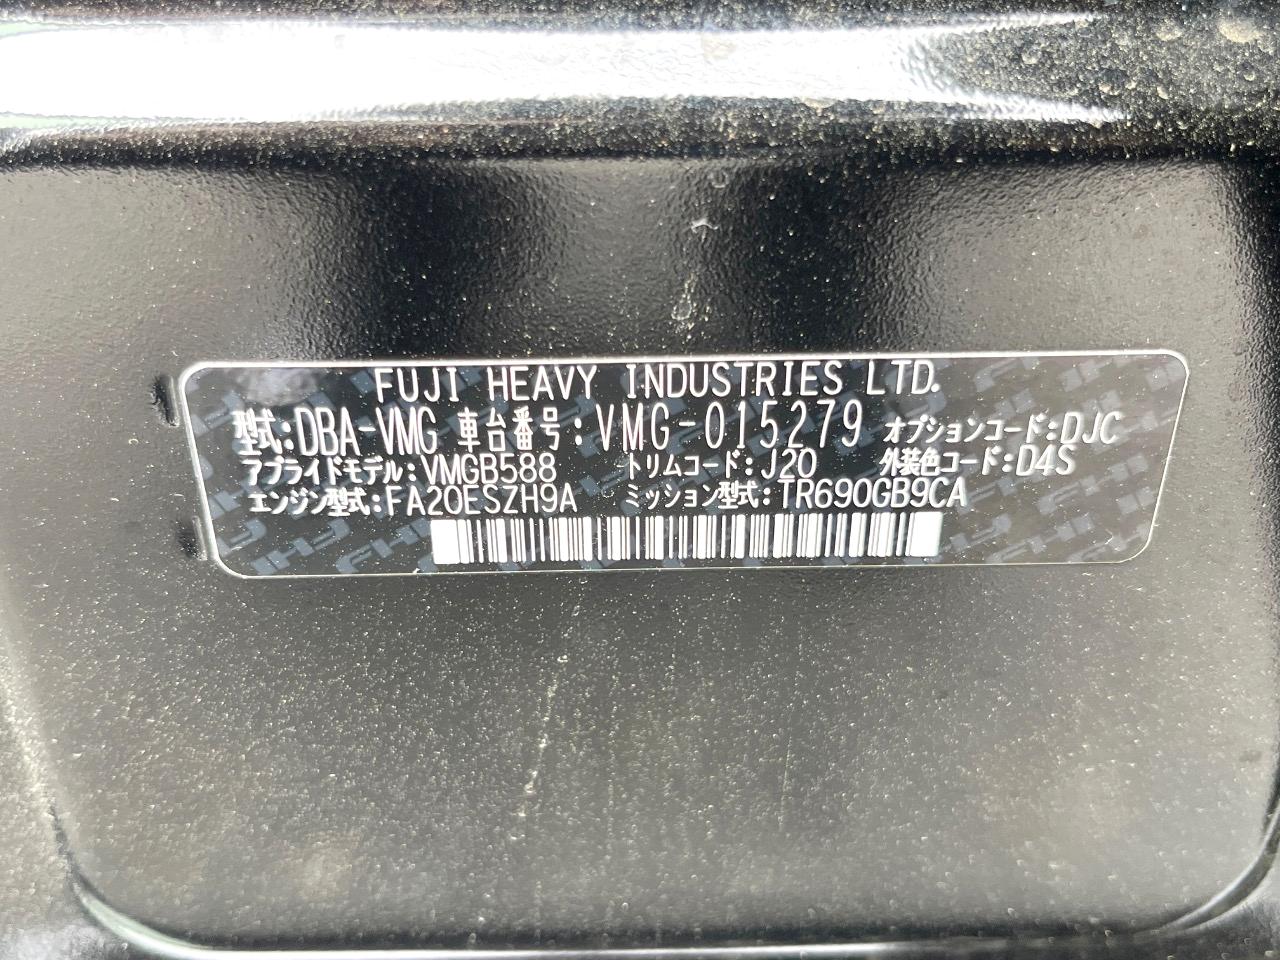 FUJI HEAVY INDUSTRIES LTD.
型式:DBA-VMG 車台番号:VMG-015279 オプションコード:DJC
アプライドモデル:VMGB588 トリムコード:J20 外装色コード:D4S
エンジン型式:FA20ESZH9A ミッション型式:TR690GB9CA